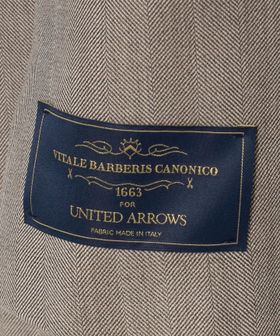 VITALE BARBERIS CANONICO
1663
FOR
UNITED ARROWS
FABRIC MADE IN ITALY